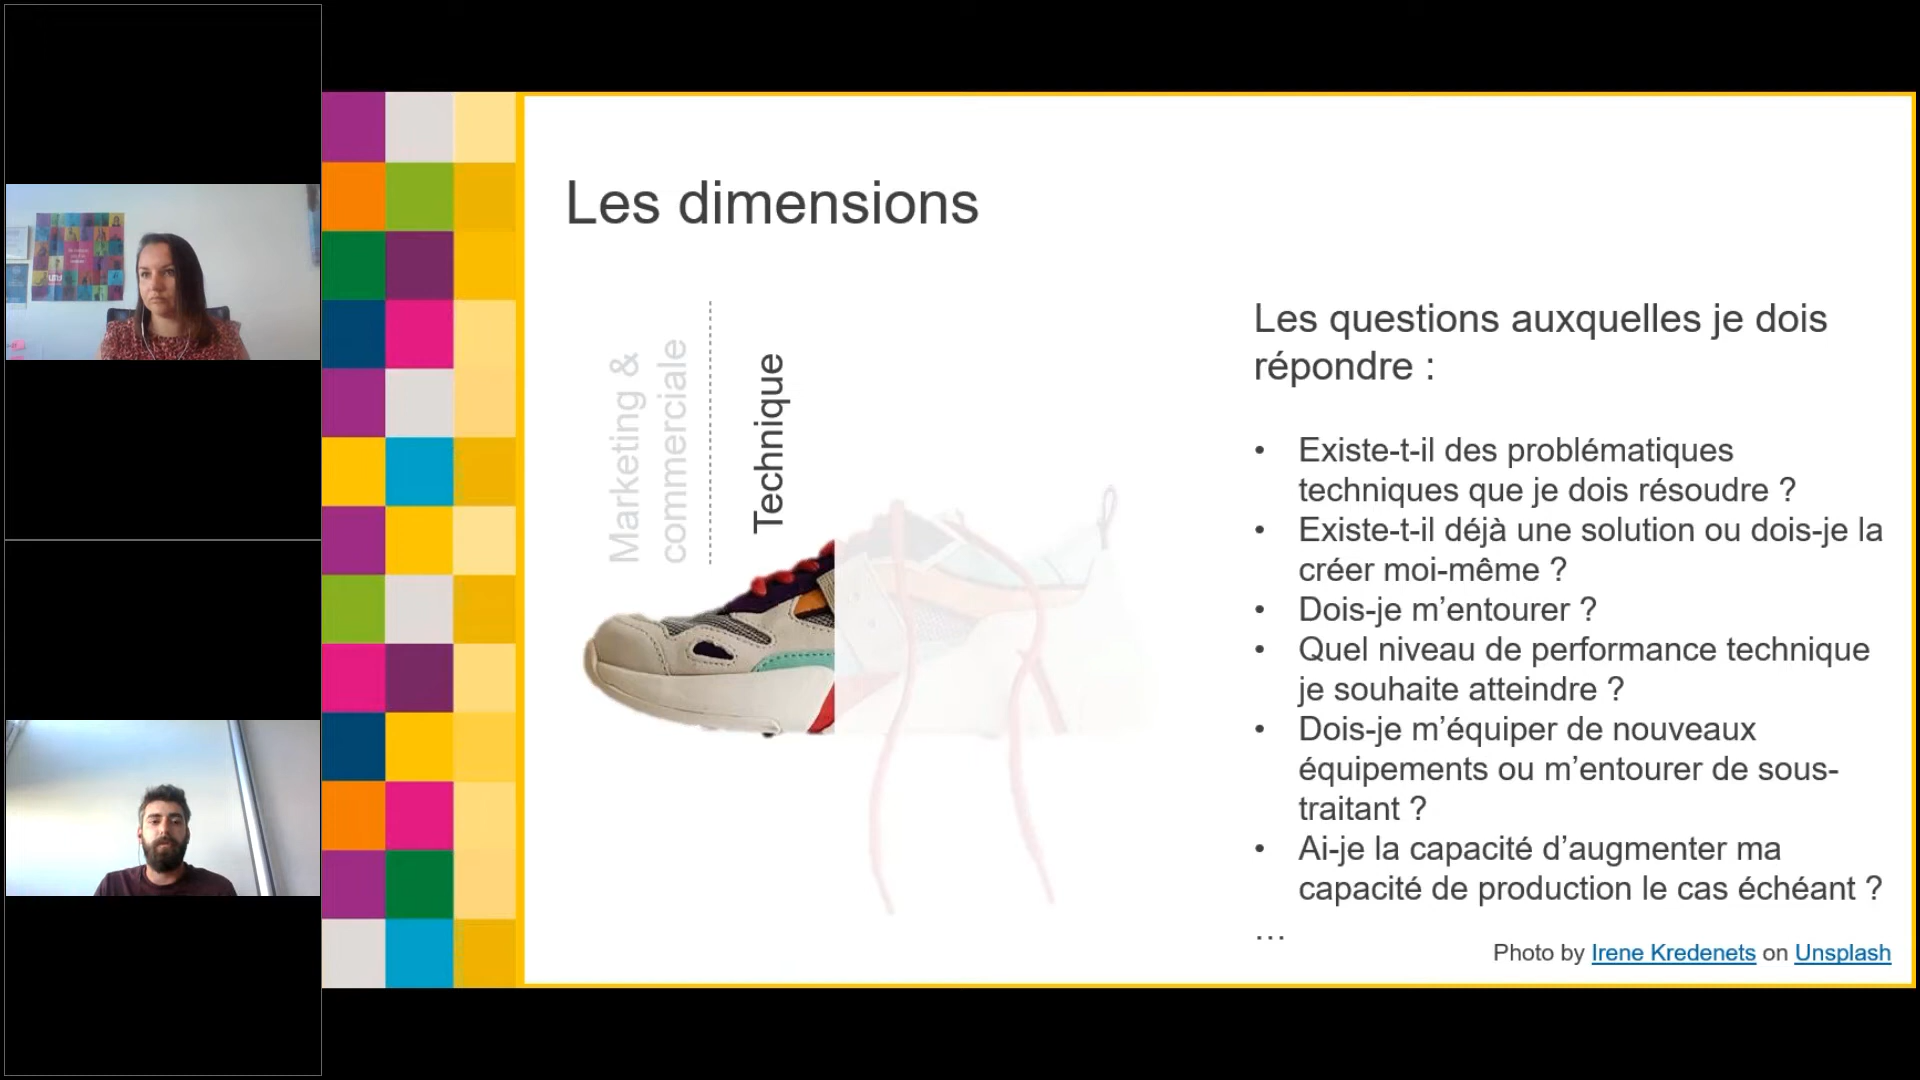 Les dimensions
Marketing &
commerciale
Technique
Les questions auxquelles je dois
répondre :
• Existe-t-il des problématiques
techniques que je dois résoudre ?
• Existe-t-il déjà une solution ou dois-je la
créer moi-même ?
• Dois-je m’entourer ?
• Quel niveau de performance technique
je souhaite atteindre ?
• Dois-je m’équiper de nouveaux
équipements ou m’entourer de sous-
traitant ?
• Ai-je la capacité d’augmenter ma
capacité de production le cas échéant ?
…
Photo by Irene Kredenets on Unsplash